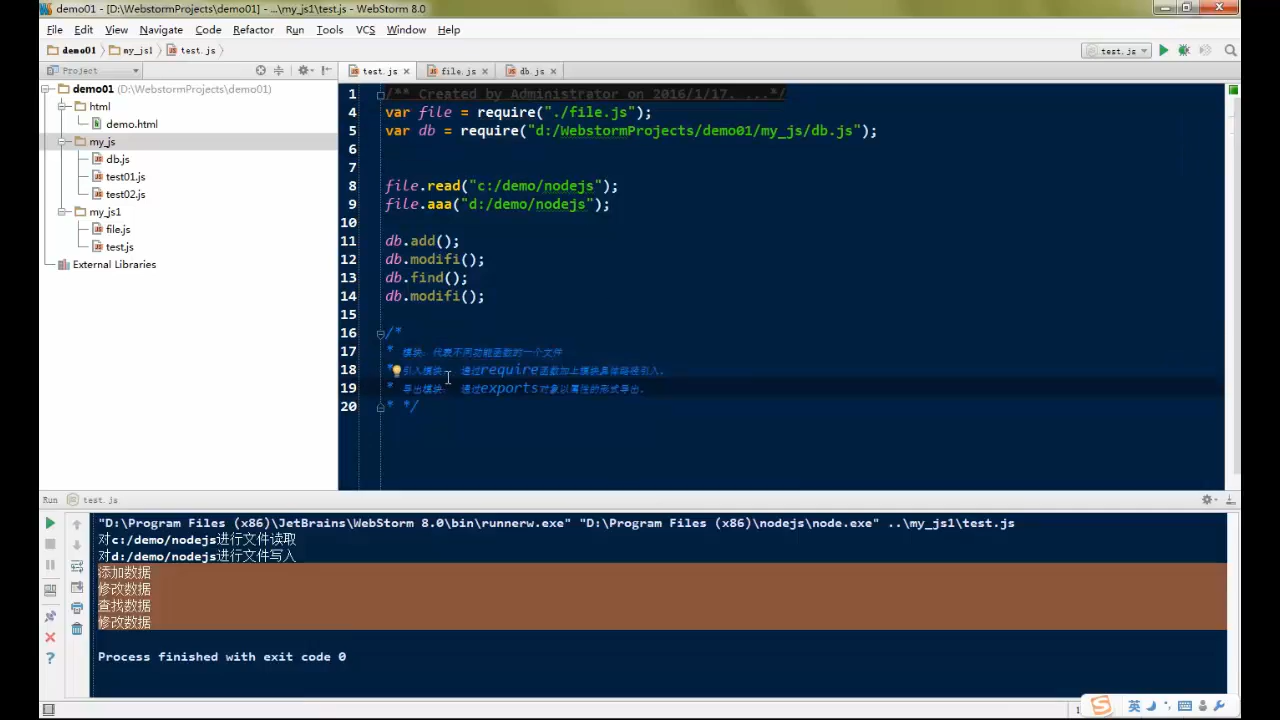 demo01 - [D:\WebstormProjects\demo01] - ...\my_js1\test.js - WebStorm 8.0
File Edit View Navigate Code Refactor Run Tools VCS Window Help
demo01 my_js1 test.js
test.js
Project
test.js file.js db.js
demo01 (D:\WebstormProjects\demo01)
html
demo.html
my_js
db.js
test01.js
test02.js
my_js1
file.js
test.js
External Libraries
1 /** Created by Administrator on 2016/1/17. ...*/
4 var file = require("./file.js");
5 var db = require("d:/WebstormProjects/demo01/my_js/db.js");
6
7
8 file.read("c:/demo/nodejs");
9 file.aaa("d:/demo/nodejs");
10
11 db.add();
12 db.modifi();
13 db.find();
14 db.modifi();
15
16 /*
17 * 模块：代表不同功能函数的一个文件
18 * 引入模块： 通过require函数加上模块具体路径引入.
19 * 导出模块： 通过exports对象以属性的形式导出.
20 * */
Run test.js
"D:\Program Files (x86)\JetBrains\WebStorm 8.0\bin\runnerw.exe" "D:\Program Files (x86)\nodejs\node.exe" ..\my_js1\test.js
对c:/demo/nodejs进行文件读取
对d:/demo/nodejs进行文件写入
添加数据
修改数据
查找数据
修改数据
Process finished with exit code 0
英